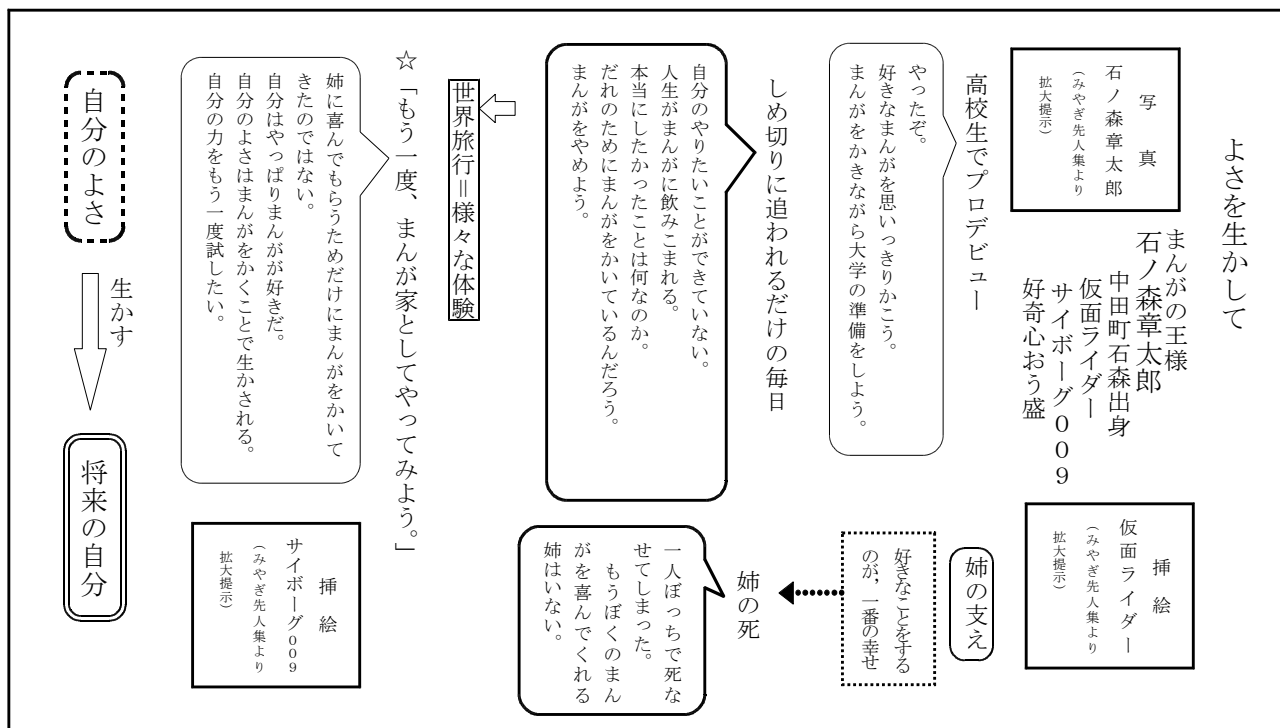 よさを生かして
写　真
石ノ森章太郎
（みやぎ先人集より
拡大提示）
まんがの王様
石ノ森章太郎
中田町石森出身
仮面ライダー
サイボーグ００９
好奇心おう盛
挿　絵
仮面ライダー
（みやぎ先人集より
拡大提示）
高校生でプロデビュー
やったぞ。
好きなまんがを思いっきりかこう。
まんがをかきながら大学の準備をしよう。
姉の支え
好きなことをする
のが，一番の幸せ
しめ切りに追われるだけの毎日
自分のやりたいことができていない。
人生がまんがに飲みこまれる。
本当にしたかったことは何なのか。
だれのためにまんがをかいているんだろう。
まんがをやめよう。
姉の死
一人ぼっちで死な
せてしまった。
もうぼくのまん
がを喜んでくれる
姉はいない。
世界旅行＝様々な体験
☆「もう一度、まんが家としてやってみよう。」
姉に喜んでもらうためだけにまんがをかいて
きたのではない。
自分はやっぱりまんがが好きだ。
自分のよさはまんがをかくことで生かされる。
自分の力をもう一度試したい。
挿　絵
サイボーグ００９
（みやぎ先人集より
拡大提示）
自分のよさ
生かす
将来の自分